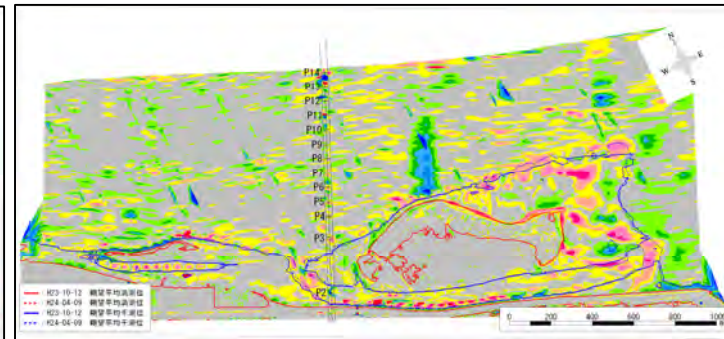 N
E
W
S
P14
P13
P12
P11
P10
P9
P8
P7
P6
P5
P4
P3
P2
H23-10-12 朔望平均満潮位
H24-04-09 朔望平均満潮位
H23-10-12 朔望平均干潮位
H24-04-09 朔望平均干潮位
0 200 400 600 800 1000